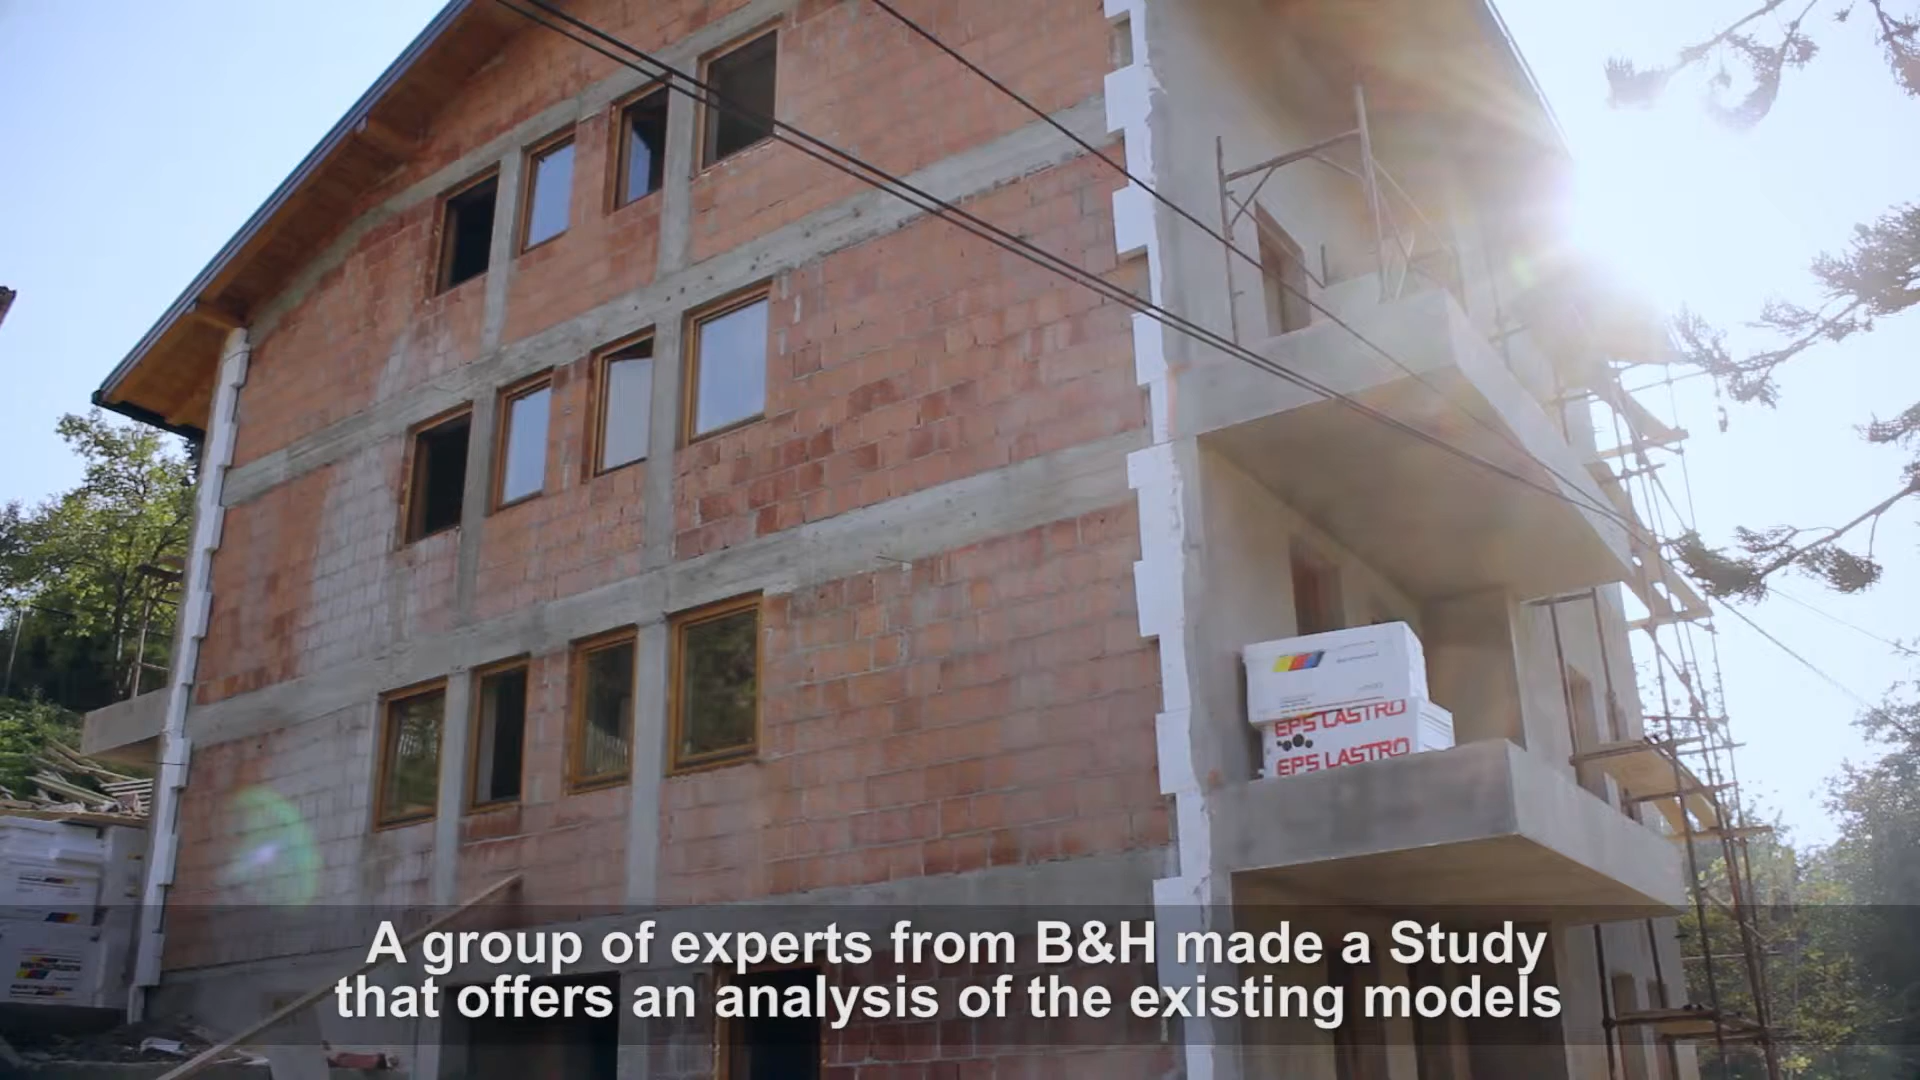 EPS LASTRO
EPS LASTRO
A group of experts from B&H made a Study
that offers an analysis of the existing models